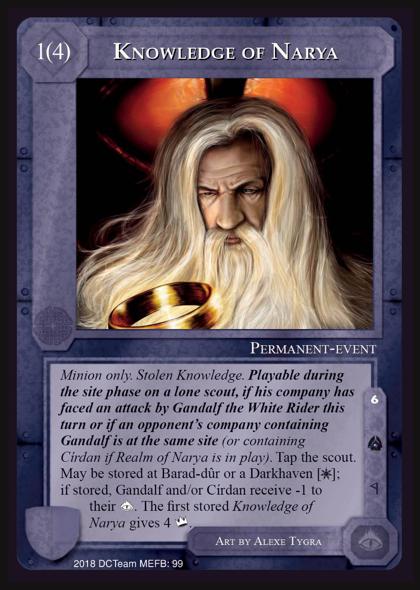 1(4)
Knowledge of Narya
Permanent-event
Minion only. Stolen Knowledge. Playable during
the site phase on a lone scout, if his company has
faced an attack by Gandalf the White Rider this
turn or if an opponent's company containing
Gandalf is at the same site (or containing
Círdan if Realm of Narya is in play). Tap the scout.
May be stored at Barad-dûr or a Darkhaven [☀];
if stored, Gandalf and/or Círdan receive -1 to
their 👁. The first stored Knowledge of
Narya gives 4 .
6
Art by Alexe Tygra
2018 DCTeam MEFB: 99